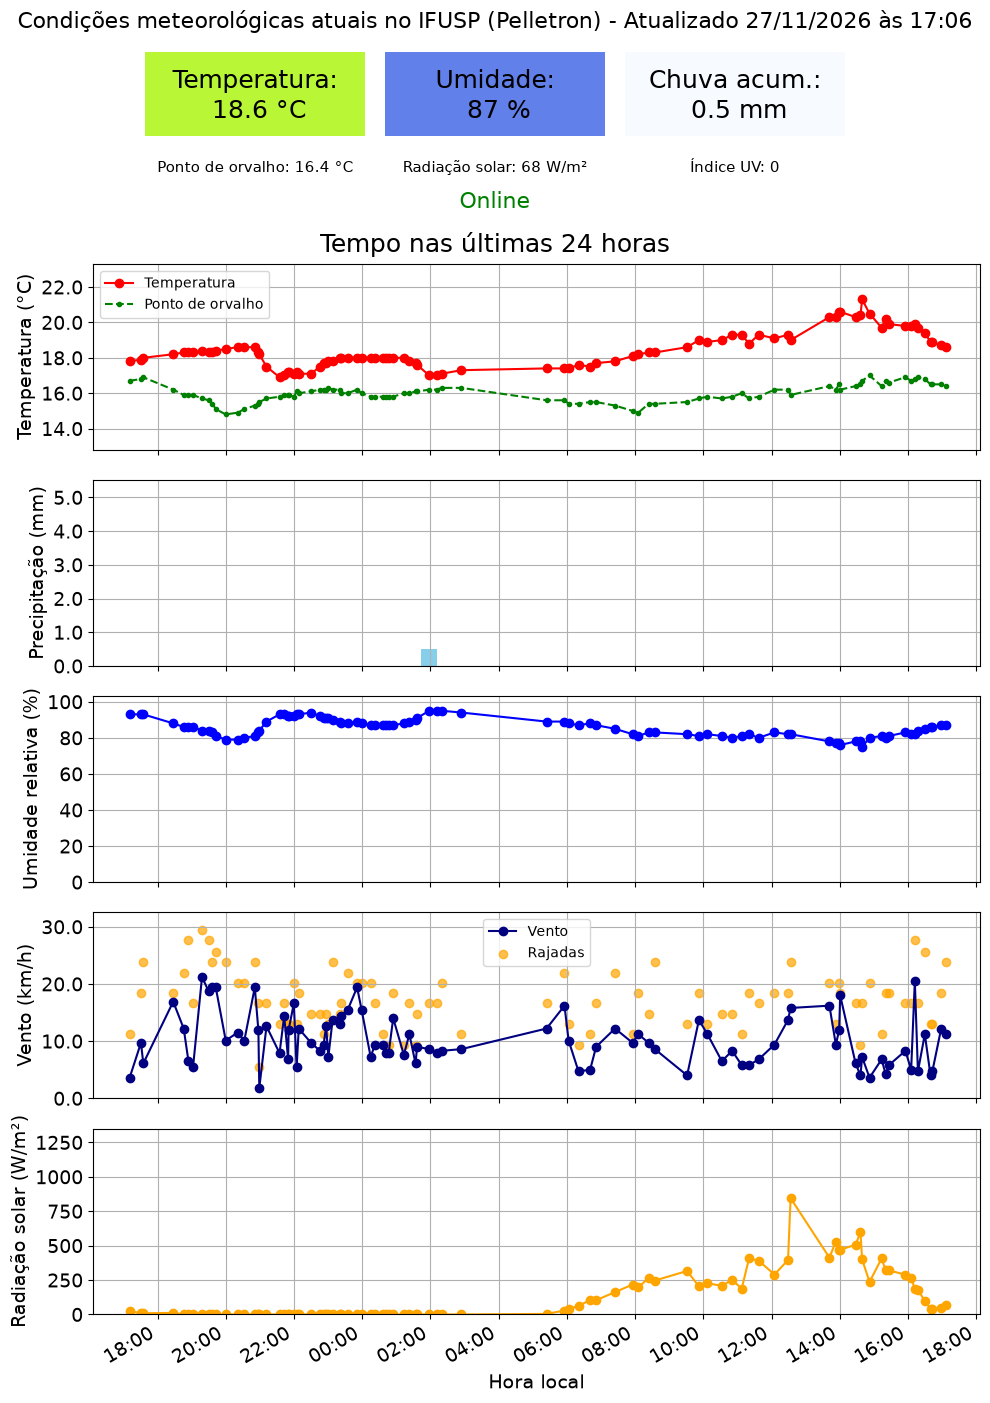 Condições meteorológicas atuais no IFUSP (Pelletron) - Atualizado 27/11/2026 às 17:06
Temperatura:
18.6 °C
Umidade:
87 %
Chuva acum.:
0.5 mm
Ponto de orvalho: 16.4 °C
Radiação solar: 68 W/m²
Índice UV: 0
Online
Tempo nas últimas 24 horas
Temperatura (°C)
22.0
20.0
18.0
16.0
14.0
Temperatura
Ponto de orvalho
Precipitação (mm)
5.0
4.0
3.0
2.0
1.0
0.0
Umidade relativa (%)
100
80
60
40
20
0
Vento (km/h)
30.0
20.0
10.0
0.0
Vento
Rajadas
Radiação solar (W/m²)
1250
1000
750
500
250
0
18:00
20:00
22:00
00:00
02:00
04:00
06:00
08:00
10:00
12:00
14:00
16:00
18:00
Hora local